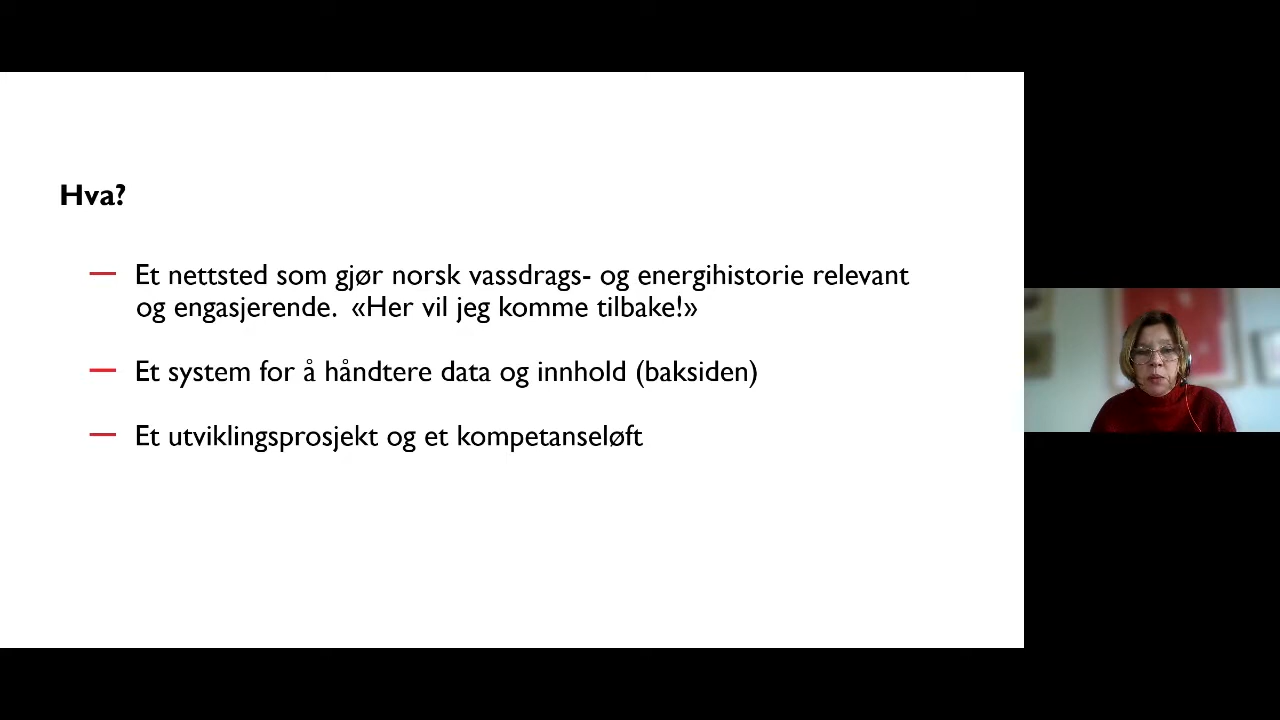 Hva?
— Et nettsted som gjør norsk vassdrags- og energihistorie relevant
og engasjerende. «Her vil jeg komme tilbake!»
— Et system for å håndtere data og innhold (baksiden)
— Et utviklingsprosjekt og et kompetanseløft